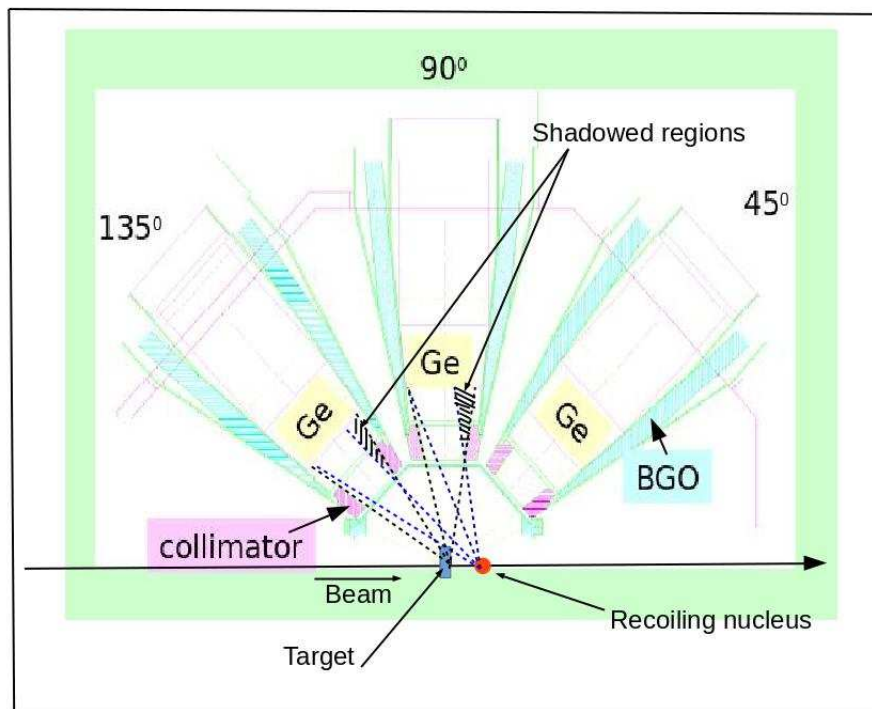 90⁰
Shadowed regions
135⁰
45⁰
Ge
Ge
Ge
BGO
collimator
Beam
Recoiling nucleus
Target